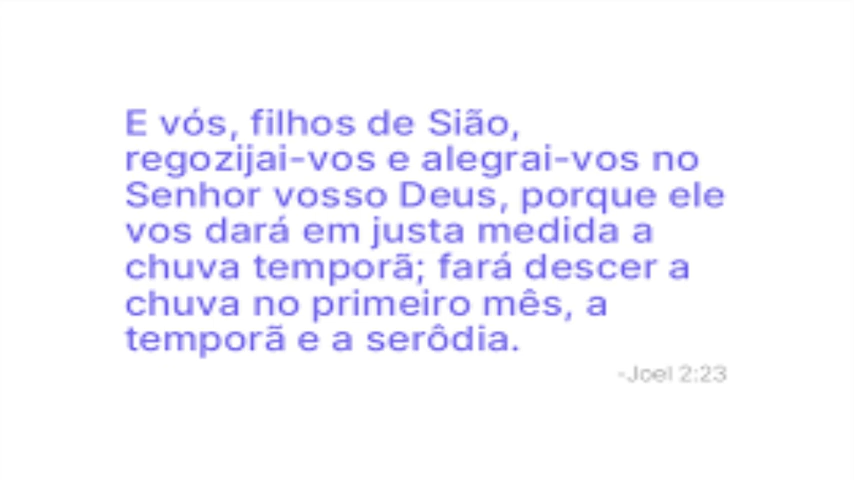 E vós, filhos de Sião,
regozijai-vos e alegrai-vos no
Senhor vosso Deus, porque ele
vos dará em justa medida a
chuva temporã; fará descer a
chuva no primeiro mês, a
temporã e a serôdia.
-Joel 2:23